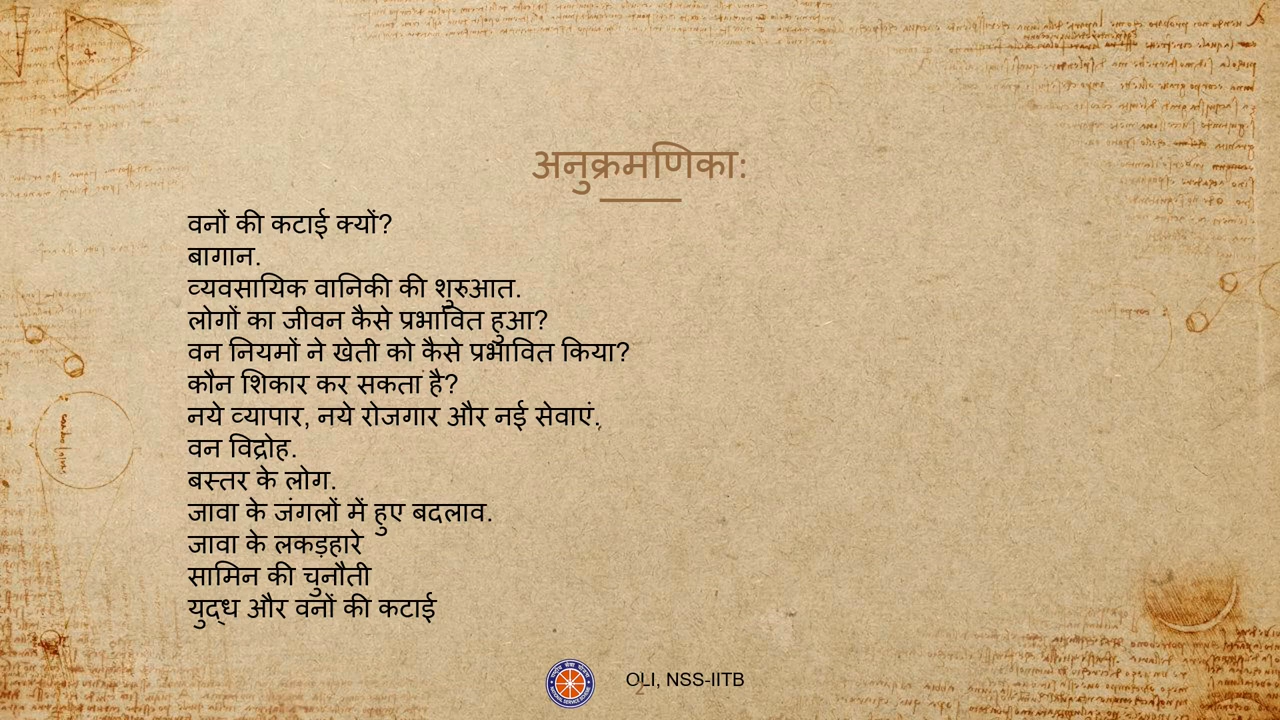 अनुक्रमणिका:
वनों की कटाई क्यों?
बागान.
व्यवसायिक वानिकी की शुरुआत.
लोगों का जीवन कैसे प्रभावित हुआ?
वन नियमों ने खेती को कैसे प्रभावित किया?
कौन शिकार कर सकता है?
नये व्यापार, नये रोजगार और नई सेवाएं.
वन विद्रोह.
बस्तर के लोग.
जावा के जंगलों में हुए बदलाव.
जावा के लकड़हारे
सामिन की चुनौती
युद्ध और वनों की कटाई
OLI, NSS-IITB
2